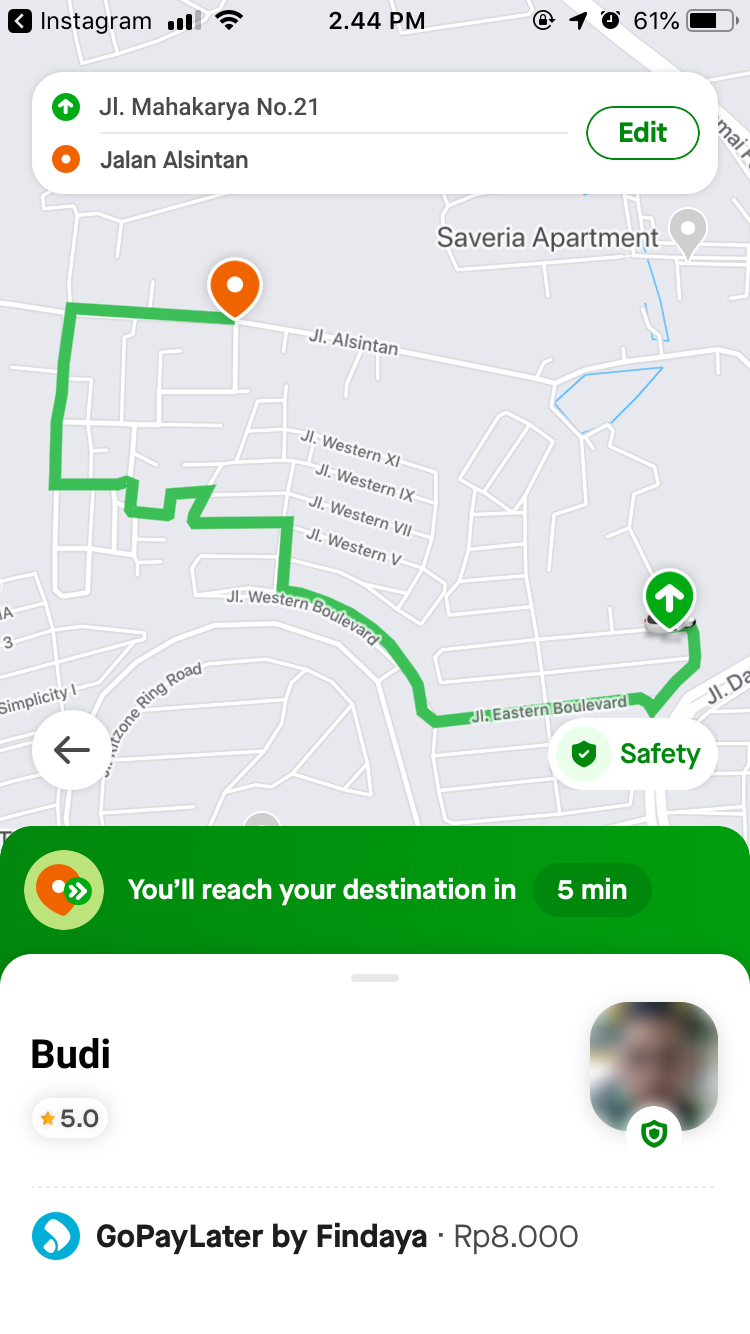 Instagram 2.44 PM 61%
Jl. Mahakarya No.21
Edit
Jalan Alsintan
Saveria Apartment
Jl. Alsintan
Jl. Western XI
Jl. Western IX
Jl. Western VII
Jl. Western V
Jl. Western Boulevard
3
Simplicity I
Ring Road
Jl. Eastern Boulevard
Jl. Da
Safety
You’ll reach your destination in 5 min
Budi
5.0
GoPayLater by Findaya · Rp8.000